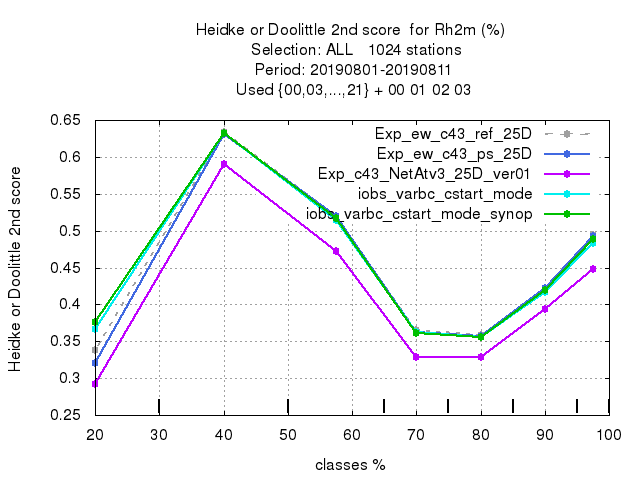 Heidke or Doolittle 2nd score  for Rh2m (%)
Selection: ALL   1024 stations
Period: 20190801-20190811
Used {00,03,...,21} + 00 01 02 03
Exp_ew_c43_ref_25D
Exp_ew_c43_ps_25D
Exp_c43_NetAtv3_25D_ver01
iobs_varbc_cstart_mode
iobs_varbc_cstart_mode_synop
Heidke or Doolittle 2nd score
0.65
0.6
0.55
0.5
0.45
0.4
0.35
0.3
0.25
20 30 40 50 60 70 80 90 100
classes %